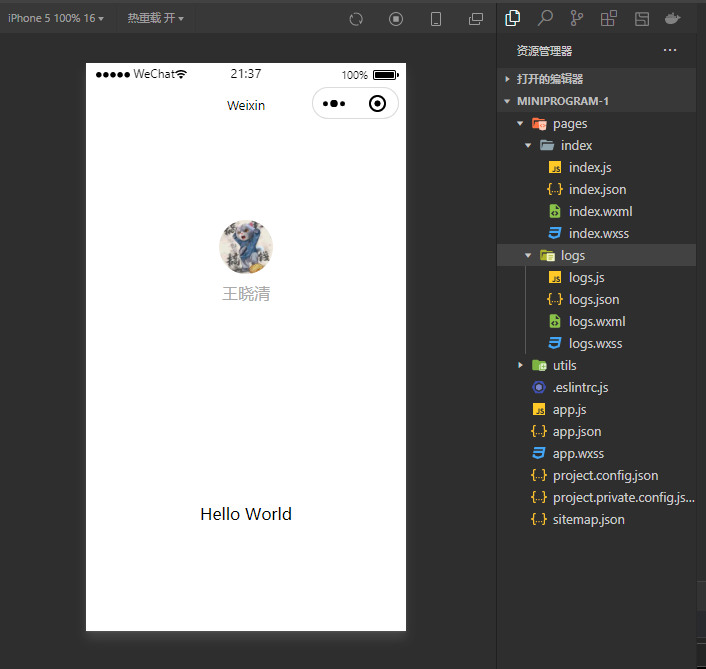 iPhone 5 100% 16
热重载 开
WeChat
21:37
100%
Weixin
王晓清
Hello World
资源管理器
打开的编辑器
MINIPROGRAM-1
pages
index
index.js
index.json
index.wxml
index.wxss
logs
logs.js
logs.json
logs.wxml
logs.wxss
utils
.eslintrc.js
app.js
app.json
app.wxss
project.config.json
project.private.config.js...
sitemap.json